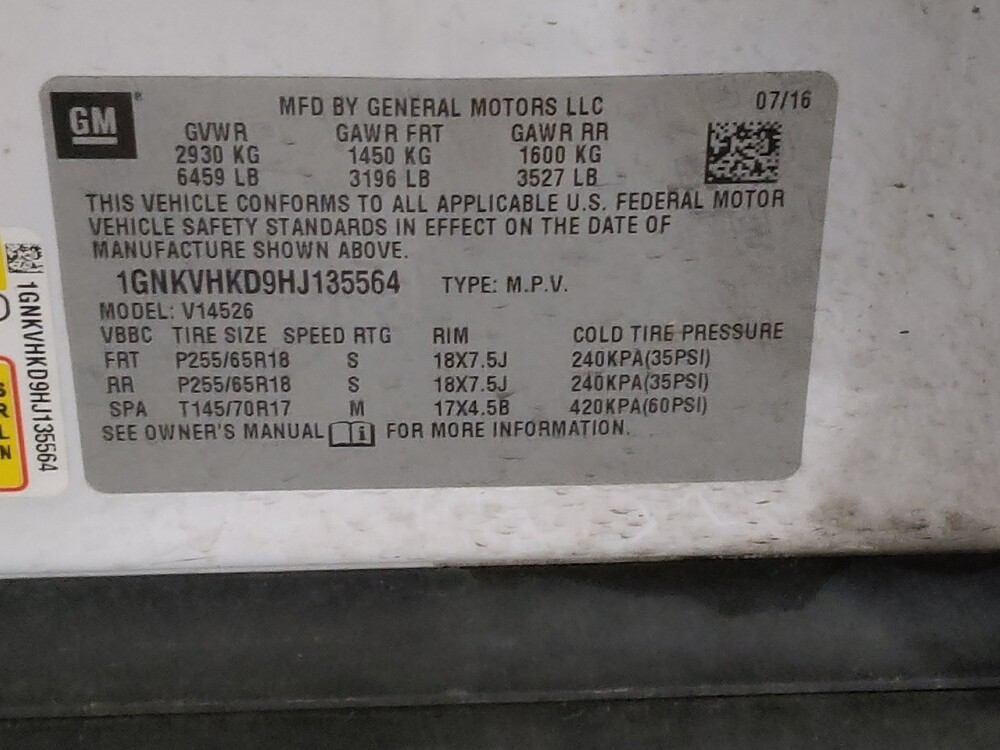 GM
MFD BY GENERAL MOTORS LLC 07/16
GVWR GAWR FRT GAWR RR
2930 KG 1450 KG 1600 KG
6459 LB 3196 LB 3527 LB
THIS VEHICLE CONFORMS TO ALL APPLICABLE U.S. FEDERAL MOTOR
VEHICLE SAFETY STANDARDS IN EFFECT ON THE DATE OF
MANUFACTURE SHOWN ABOVE.
1GNKVHKD9HJ135564 TYPE: M.P.V.
MODEL: V14526
VBBC TIRE SIZE SPEED RTG RIM COLD TIRE PRESSURE
FRT P255/65R18 S 18X7.5J 240KPA(35PSI)
RR P255/65R18 S 18X7.5J 240KPA(35PSI)
SPA T145/70R17 M 17X4.5B 420KPA(60PSI)
SEE OWNER'S MANUAL i FOR MORE INFORMATION.
1GNKVHKD9HJ135564